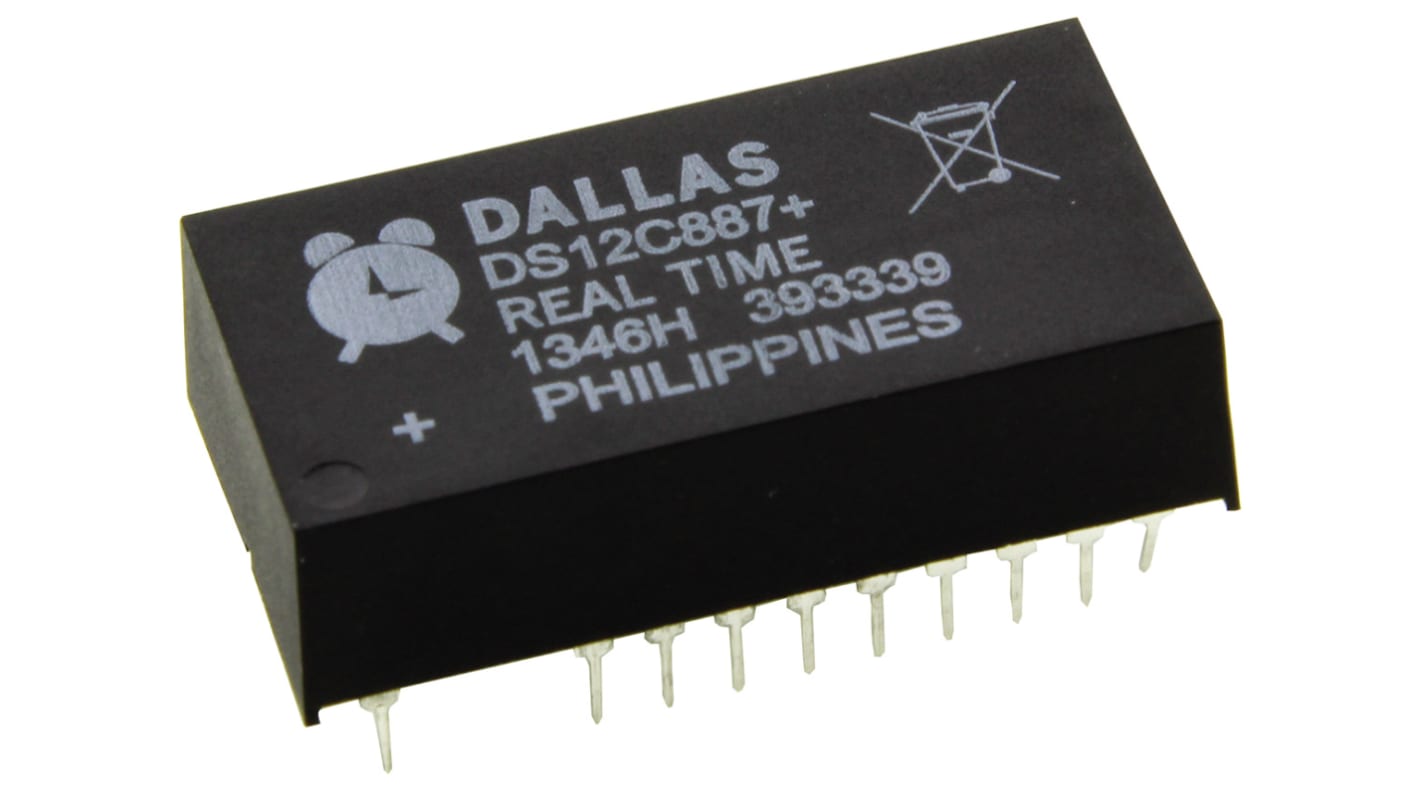 DALLAS
DS12C887+
REAL TIME
1346H 393339
PHILIPPINES
+